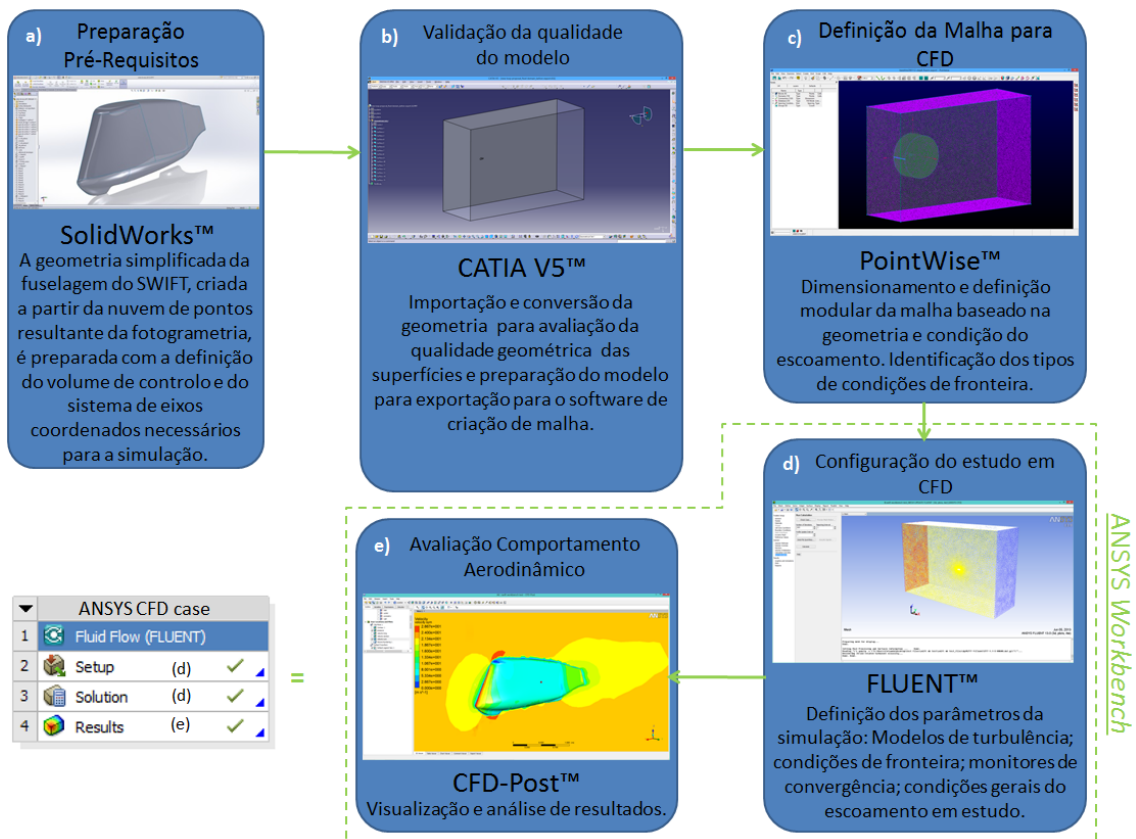 a) Preparação
Pré-Requisitos
SolidWorks™
A geometria simplificada da
fuselagem do SWIFT, criada
a partir da nuvem de pontos
resultante da fotogrametria,
é preparada com a definição
do volume de controlo e do
sistema de eixos
coordenados necessários
para a simulação.
b) Validação da qualidade
do modelo
CATIA V5™
Importação e conversão da
geometria para avaliação da
qualidade geométrica das
superfícies e preparação do modelo
para exportação para o software de
criação de malha.
c) Definição da Malha para
CFD
PointWise™
Dimensionamento e definição
modular da malha baseado na
geometria e condição do
escoamento. Identificação dos tipos
de condições de fronteira.
d) Configuração do estudo em
CFD
FLUENT™
Definição dos parâmetros da
simulação: Modelos de turbulência;
condições de fronteira; monitores de
convergência; condições gerais do
escoamento em estudo.
ANSYS Workbench
e) Avaliação Comportamento
Aerodinâmico
CFD-Post™
Visualização e análise de resultados.
ANSYS CFD case
1 Fluid Flow (FLUENT)
2 Setup (d)
3 Solution (d)
4 Results (e)
=